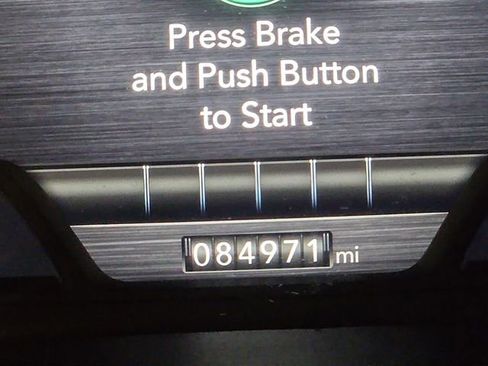 Press Brake
and Push Button
to Start
084971 mi